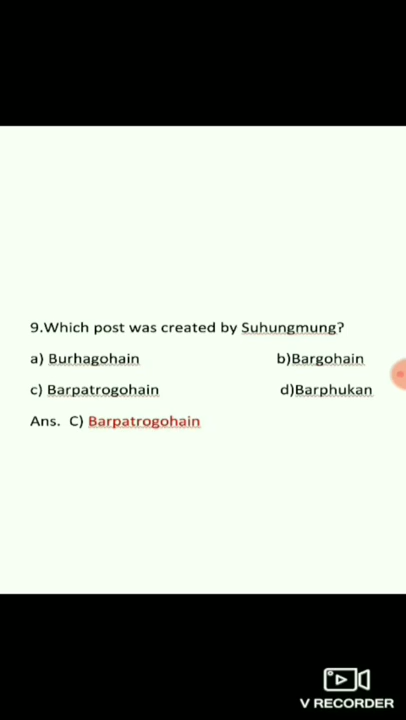 9.Which post was created by Suhungmung?
a) Burhagohain b)Bargohain
c) Barpatrogohain d)Barphukan
Ans. C) Barpatrogohain
V RECORDER